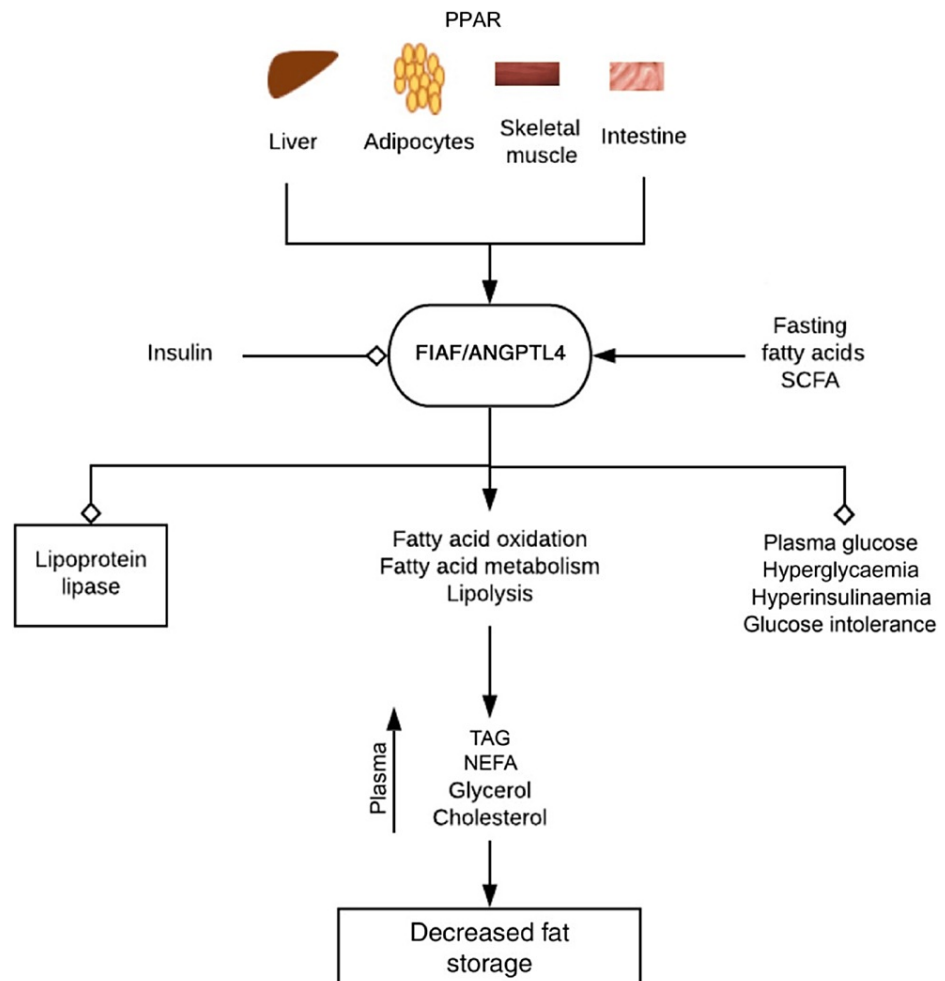 PPAR
Liver
Adipocytes
Skeletal
muscle
Intestine
Insulin
FIAF/ANGPTL4
Fasting
fatty acids
SCFA
Lipoprotein
lipase
Fatty acid oxidation
Fatty acid metabolism
Lipolysis
Plasma glucose
Hyperglycaemia
Hyperinsulinaemia
Glucose intolerance
Plasma
TAG
NEFA
Glycerol
Cholesterol
Decreased fat
storage